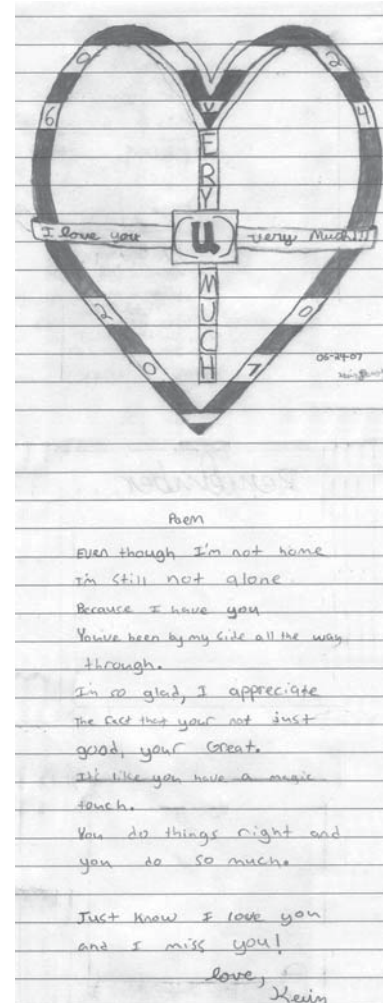 0 2
6 4
V
E
R
Y
I love you U very Much!!!
M
U
C
H
2 0
0 7
06-24-07
Remember
Poem
Even though I'm not home
I'm still not alone
Because I have you
You've been by my side all the way
through.
I'm so glad, I appreciate
The fact that your not just
good, your Great.
It's like you have a magic
touch.
You do things right and
you do so much.
Just know I love you
and I miss you!
love,
Kevin